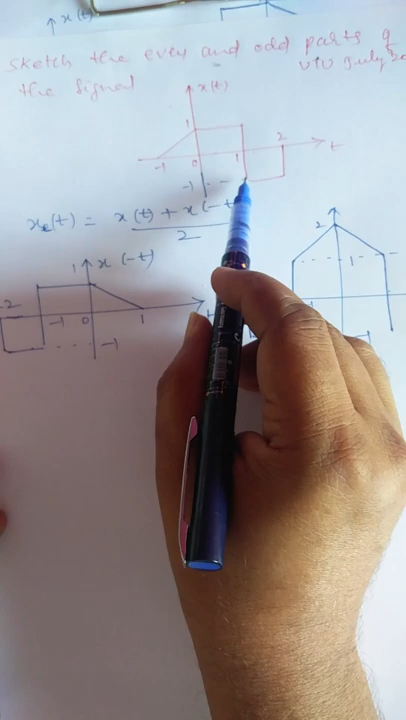 x(t)
Sketch the even and odd parts of
the signal VTU July 20
x(t)
1
-1 0 1 2 t
-1
xe(t) = x(t) + x(-t
2
2
1 x(-t) 1
-2 -1 0 1
-1